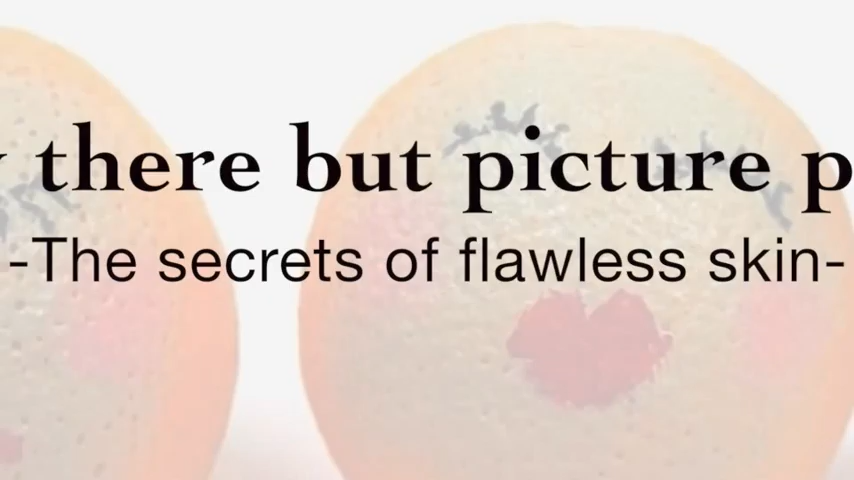 there but picture
-The secrets of flawless skin-